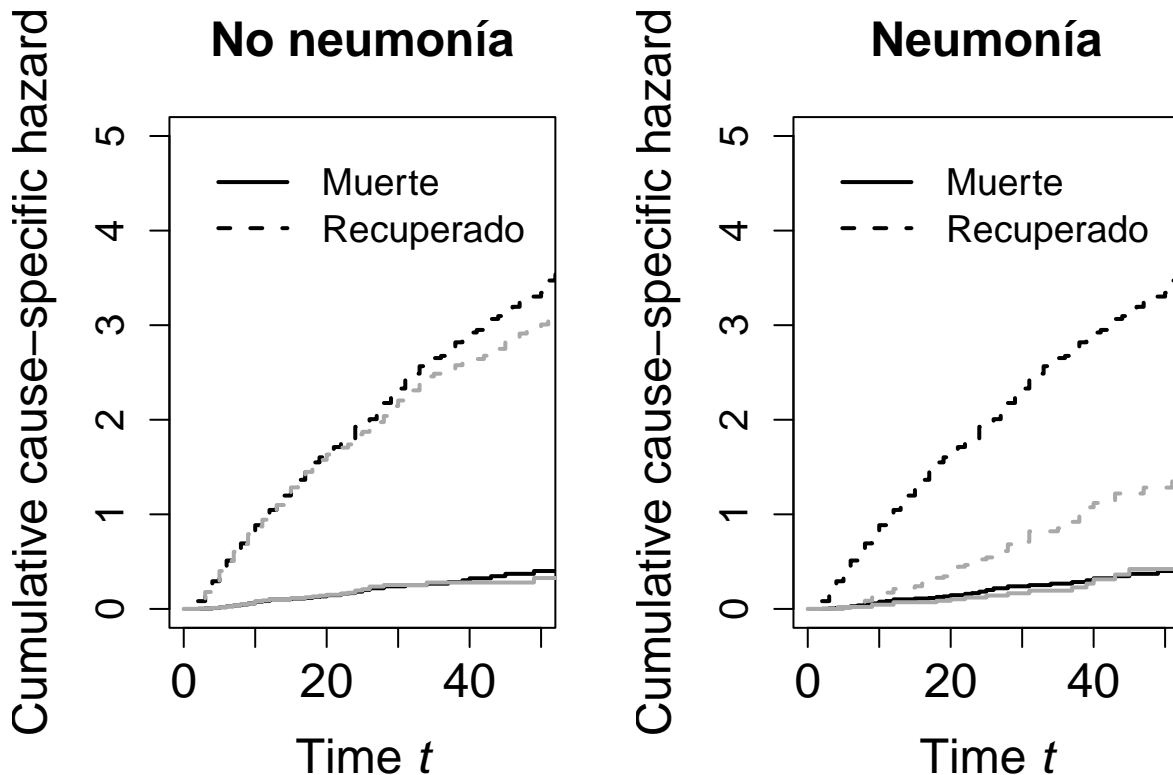 No neumonía
Cumulative cause–specific hazard
5
4
3
2
1
0
Muerte
Recuperado
0
20
40
Time t
Neumonía
Cumulative cause–specific hazard
5
4
3
2
1
0
Muerte
Recuperado
0
20
40
Time t